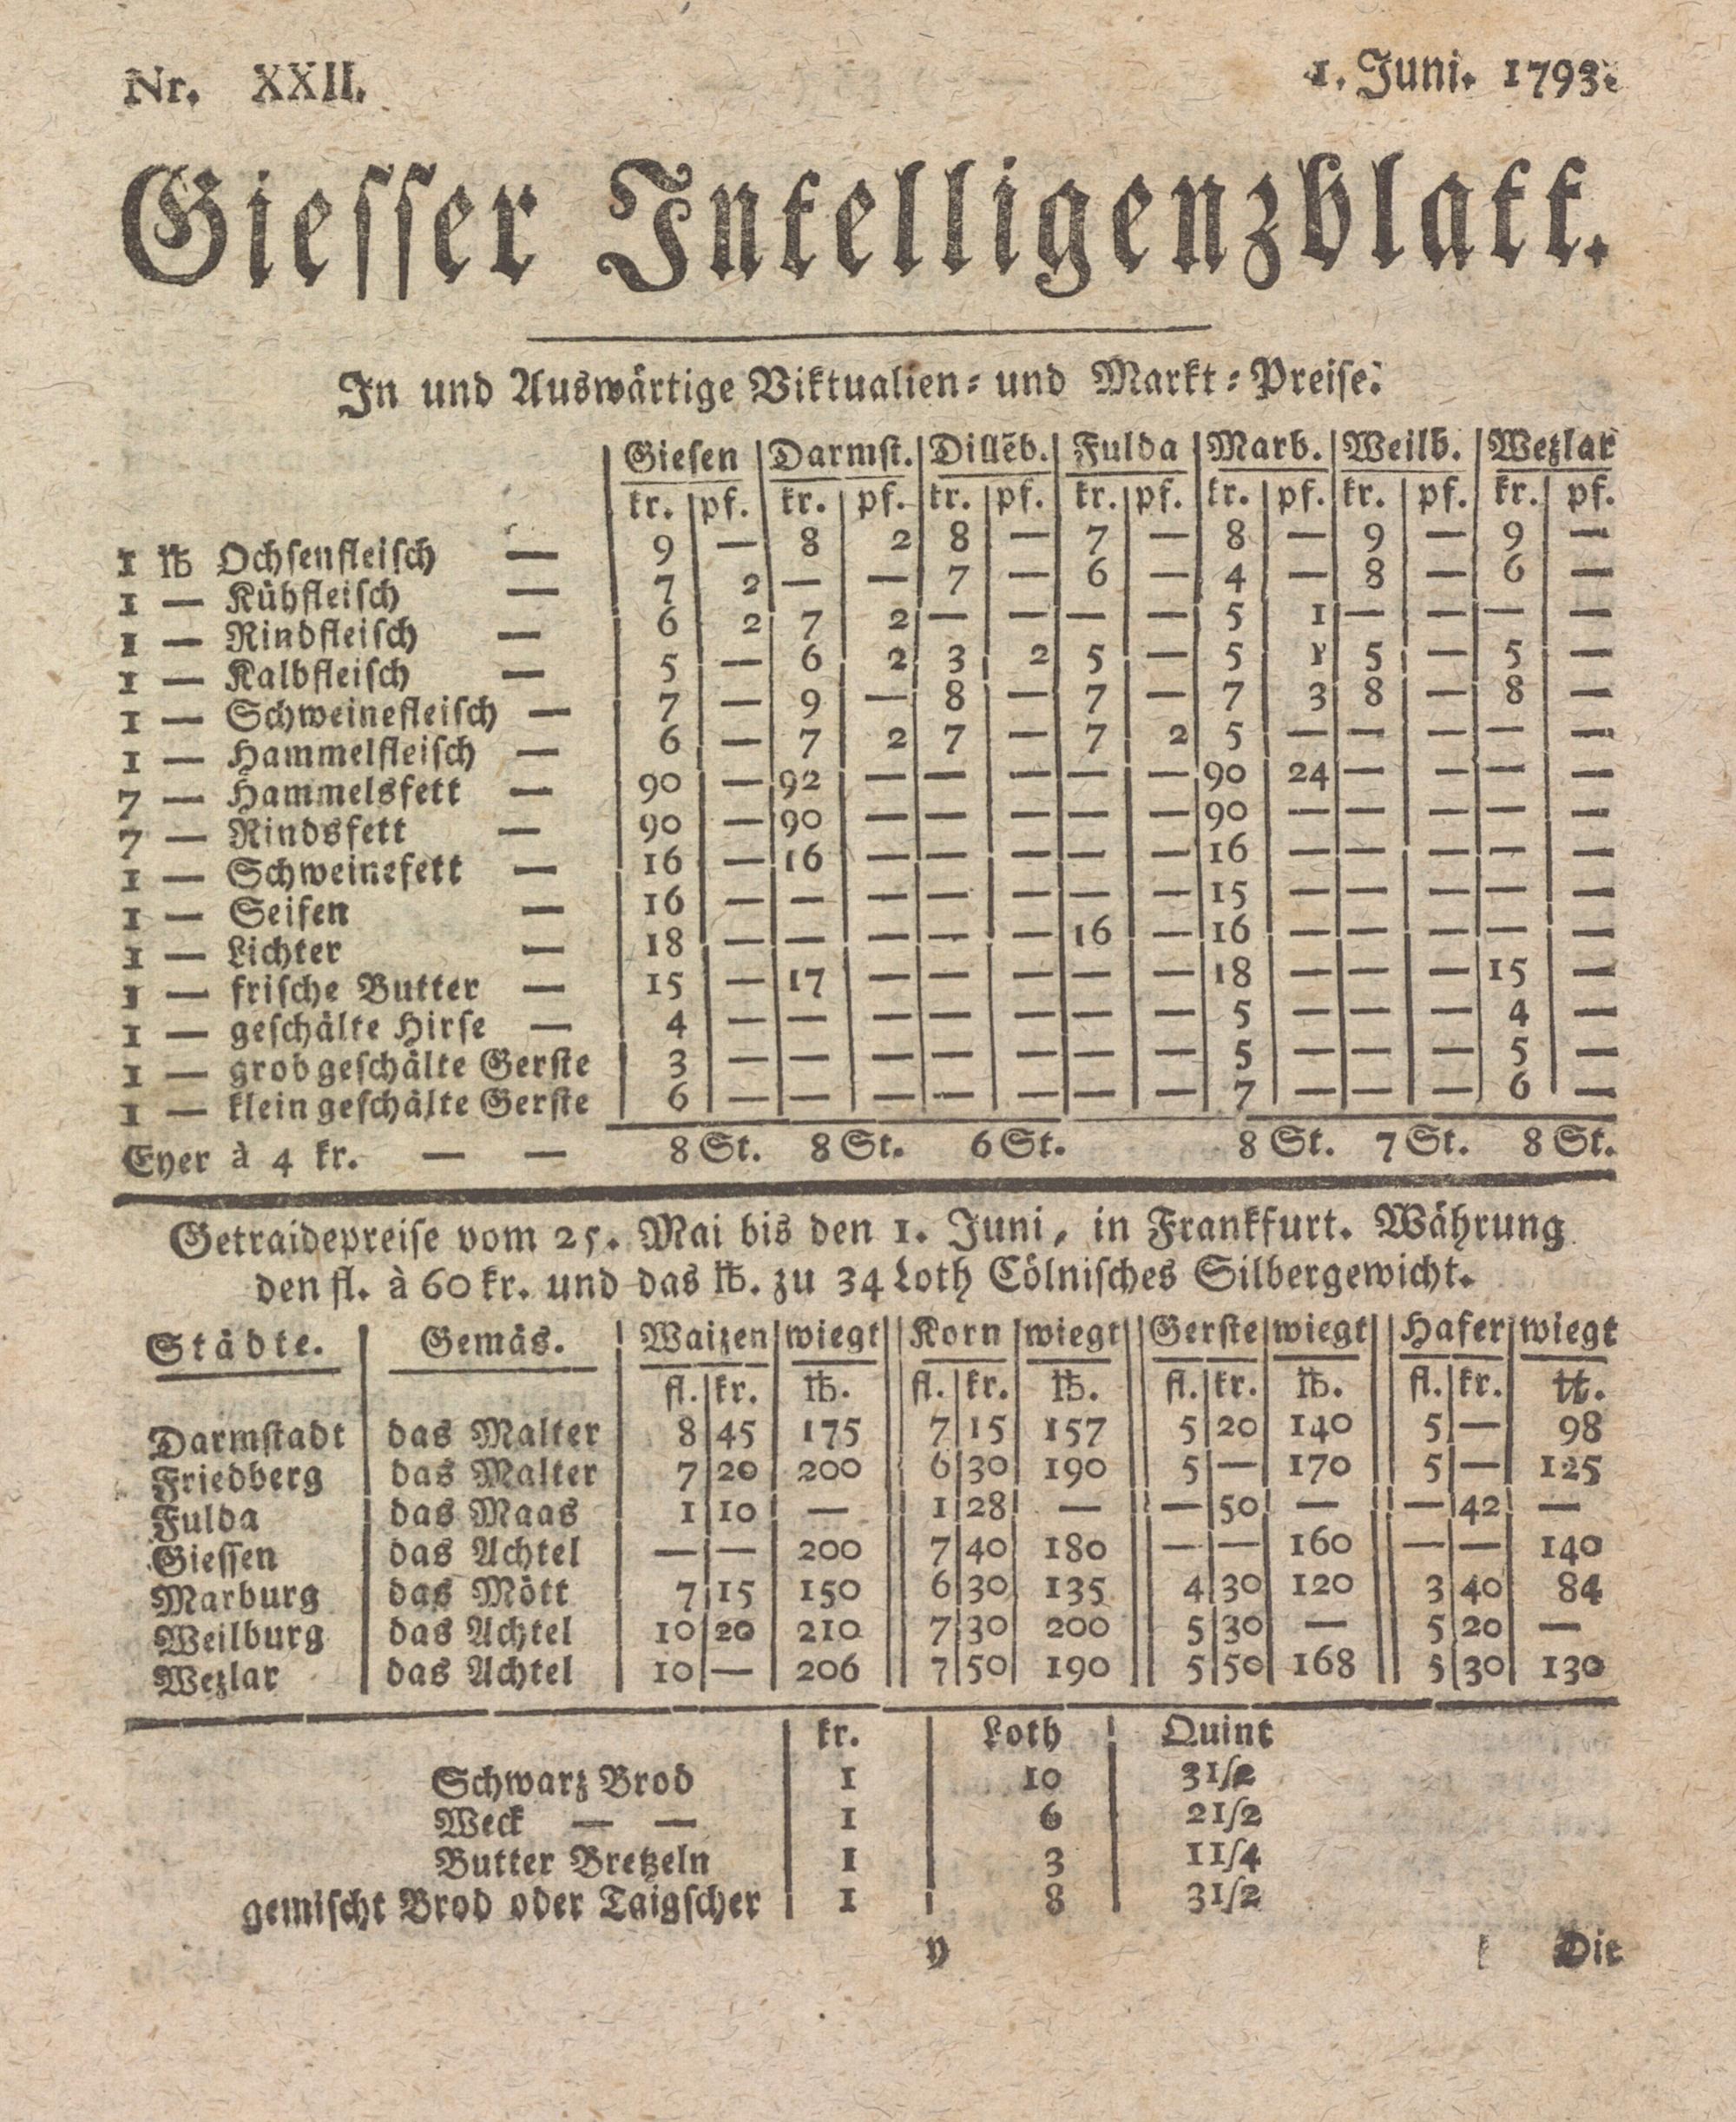 Nr. XXII. 1. Juni. 1793.
Giesser Intelligenzblatt.
In und Auswärtige Viktualien- und Markt-Preise.
Giesen Darmst. Dillēb. Fulda Marb. Weilb. Wetzlar
kr. pf. kr. pf. kr. pf. kr. pf. kr. pf. kr. pf. kr. pf.
1 ℔ Ochsenfleisch — 9 — 8 2 8 — 7 — 8 — 9 — 9 —
1 — Kühfleisch — 7 2 — — 7 — 6 — 4 — 8 — 6 —
1 — Rindfleisch — 6 2 7 2 — — — — 5 1 — — — —
1 — Kalbfleisch — 5 — 6 2 3 2 5 — 5 1 5 — 5 —
1 — Schweinefleisch — 7 — 9 — 8 — 7 — 7 3 8 — 8 —
1 — Hammelfleisch — 6 — 7 2 7 — 7 2 5 — — — — —
7 — Hammelsfett — 90 — 92 — — — — — 90 24 — — — —
7 — Rindsfett — 90 — 90 — — — — — 90 — — — — —
1 — Schweinefett — 16 — 16 — — — — — 16 — — — — —
1 — Seifen — 16 — — — — — — — 15 — — — — —
1 — Lichter — 18 — — — — — 16 — 16 — — — — —
1 — frische Butter — 15 — 17 — — — — — 18 — — — 15 —
1 — geschälte Hirse — 4 — — — — — — — 5 — — — 4 —
1 — grob geschälte Gerste 3 — — — — — — — 5 — — — 5 —
1 — klein geschälte Gerste 6 — — — — — — — 7 — — — 6 —
Eyer à 4 kr. — — 8 St. 8 St. 6 St. 8 St. 7 St. 8 St.
Getraidepreise vom 25. Mai bis den 1. Juni, in Frankfurt. Währung
den fl. à 60 kr. und das ℔. zu 34 Loth Cölnisches Silbergewicht.
Städte. Gemäs. Waizen wiegt Korn wiegt Gerste wiegt Hafer wiegt
fl. kr. ℔. fl. kr. ℔. fl. kr. ℔. fl. kr. ℔.
Darmstadt das Malter 8 45 175 7 15 157 5 20 140 5 — 98
Friedberg das Malter 7 20 200 6 30 190 5 — 170 5 — 125
Fulda das Maas 1 10 — 1 28 — — 50 — — 42 —
Giessen das Achtel — — 200 7 40 180 — — 160 — — 140
Marburg das Mött 7 15 150 6 30 135 4 30 120 3 40 84
Weilburg das Achtel 10 20 210 7 30 200 5 30 — 5 20 —
Wezlar das Achtel 10 — 206 7 50 190 5 50 168 5 30 130
kr. Loth Quint
Schwarz Brod 1 10 3 1/2
Weck — — 1 6 2 1/2
Butter Bretzeln 1 3 1 1/4
gemischt Brod oder Taigscher 1 8 3 1/2
Y Die